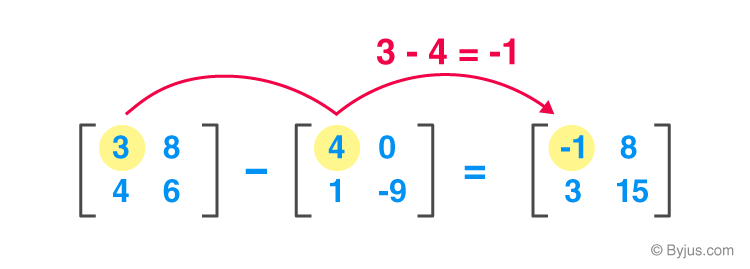 3 - 4 = -1
3 8 4 0 -1 8
− =
4 6 1 -9 3 15
© Byjus.com